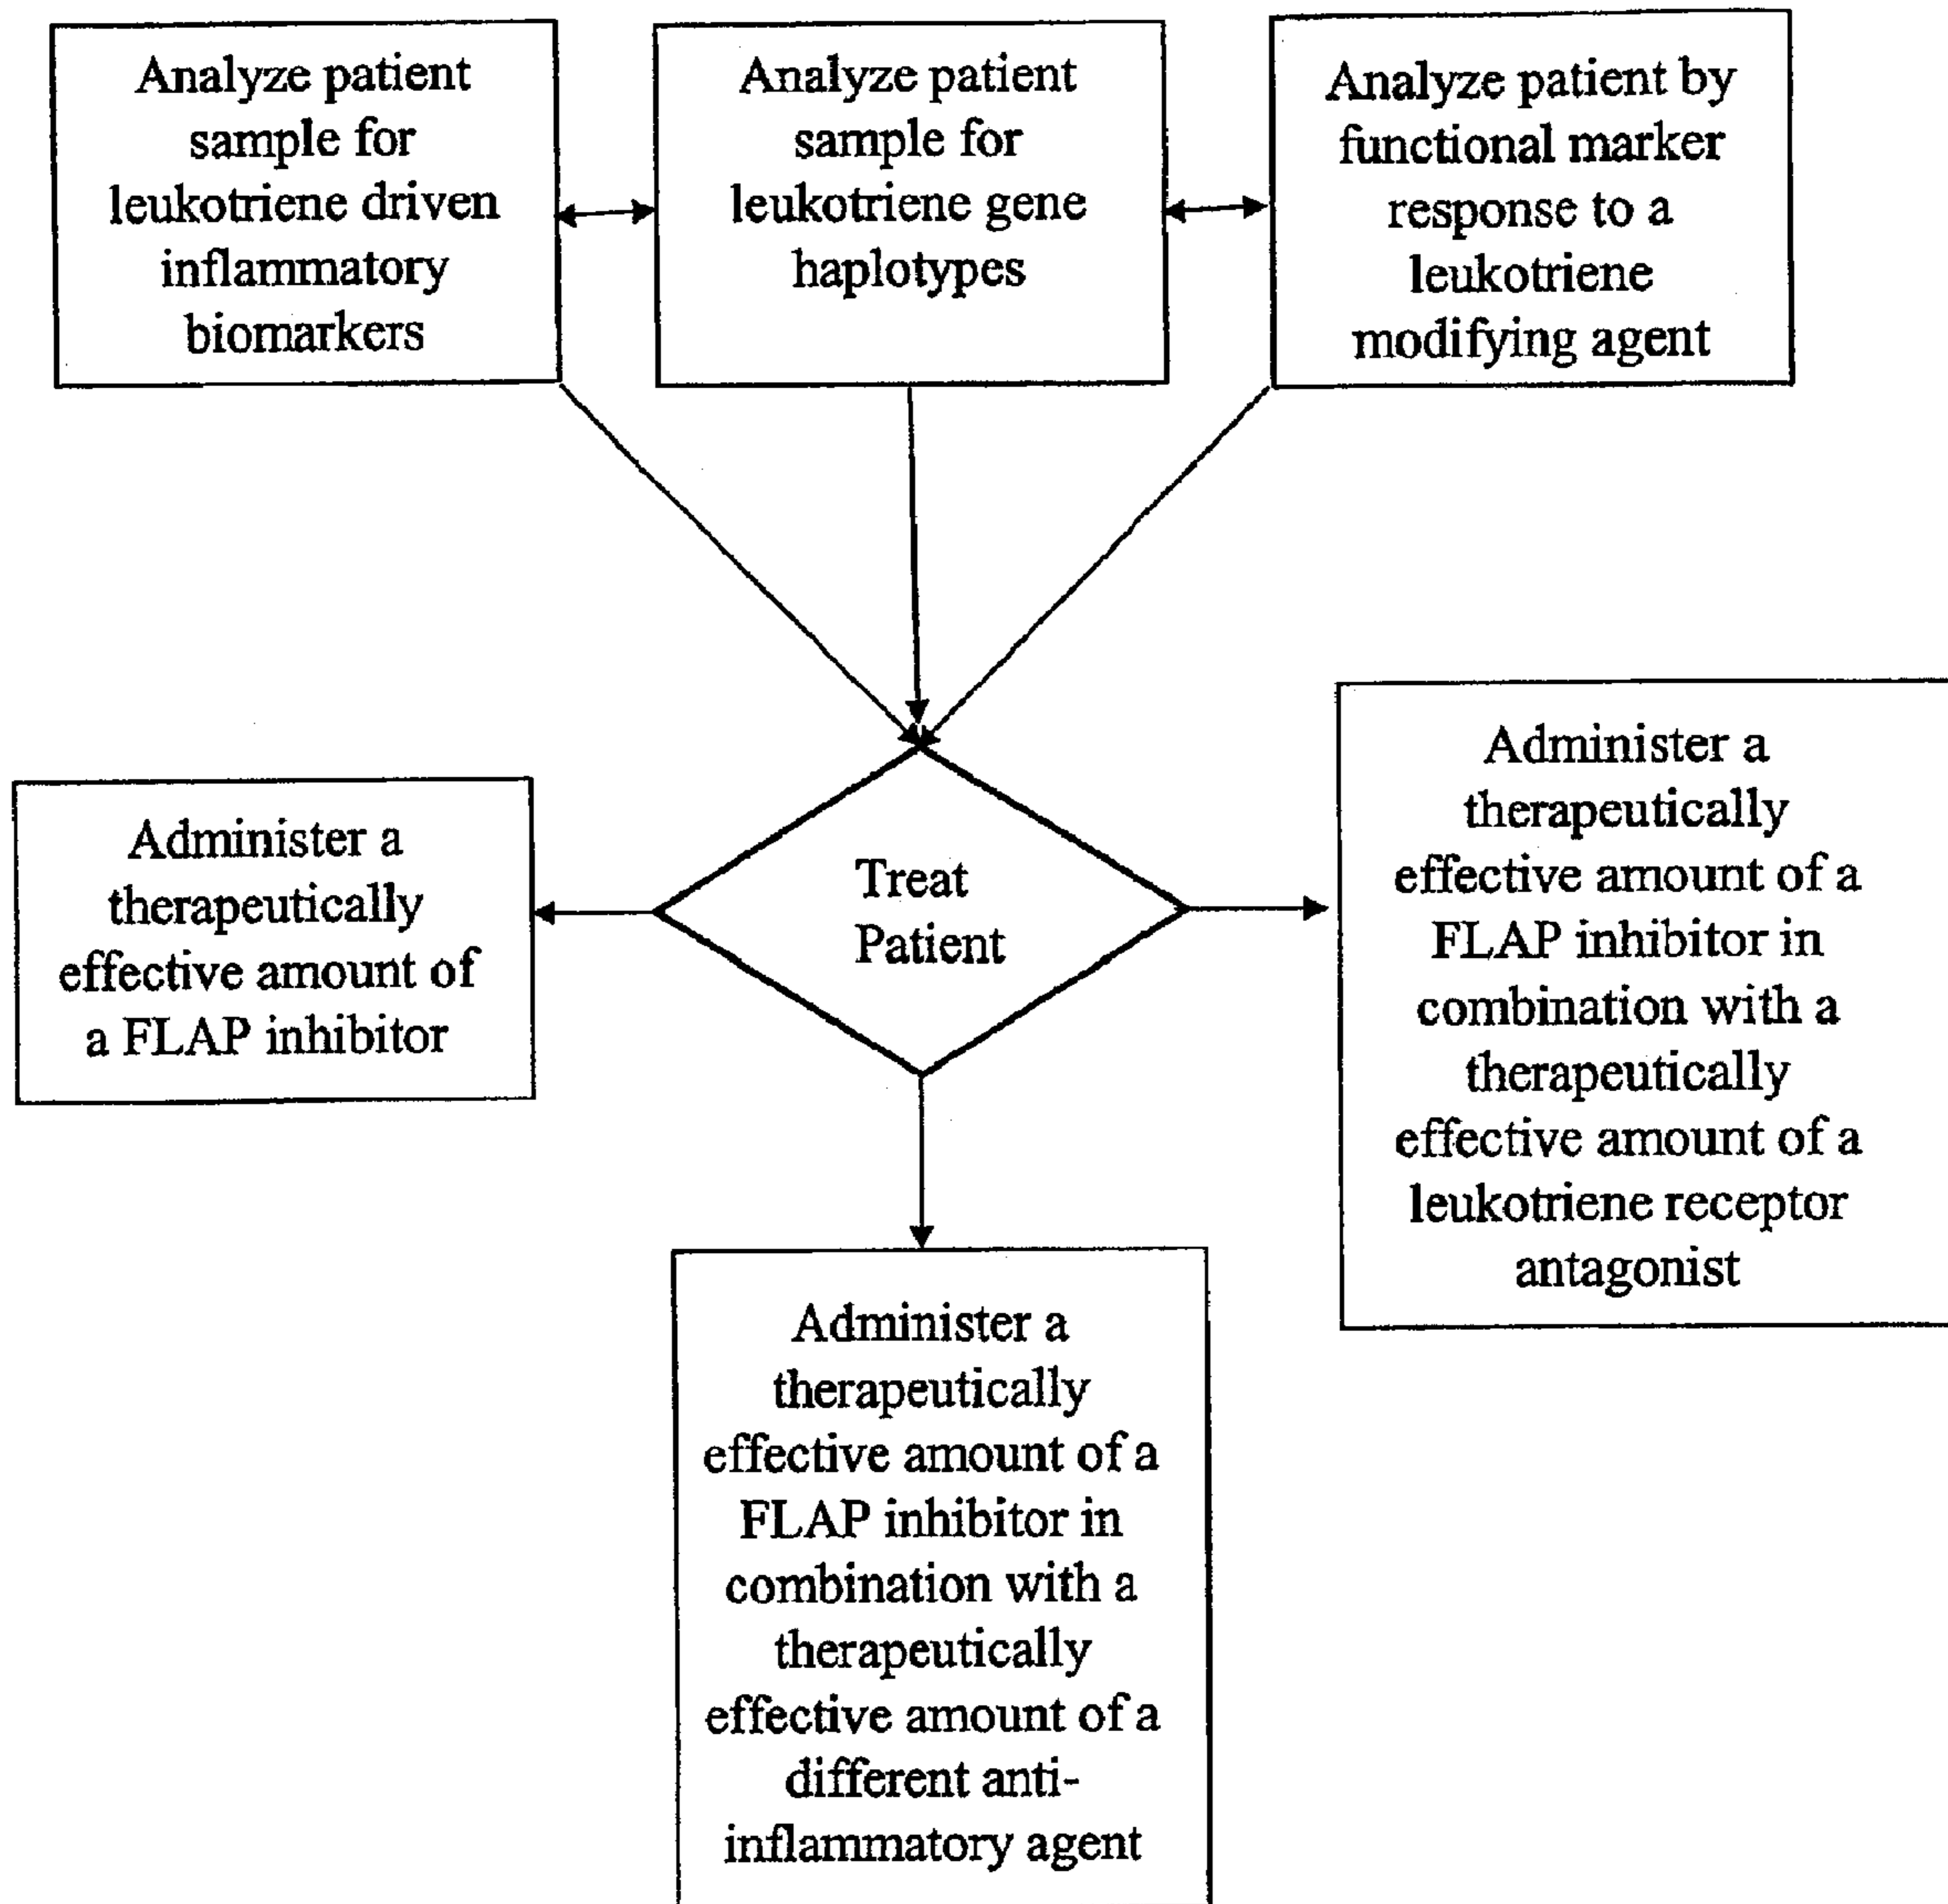 Analyze patient
sample for
leukotriene driven
inflammatory
biomarkers
Analyze patient
sample for
leukotriene gene
haplotypes
Analyze patient by
functional marker
response to a
leukotriene
modifying agent
Treat
Patient
Administer a
therapeutically
effective amount of
a FLAP inhibitor
Administer a
therapeutically
effective amount of a
FLAP inhibitor in
combination with a
therapeutically
effective amount of a
leukotriene receptor
antagonist
Administer a
therapeutically
effective amount of a
FLAP inhibitor in
combination with a
therapeutically
effective amount of a
different anti-
inflammatory agent